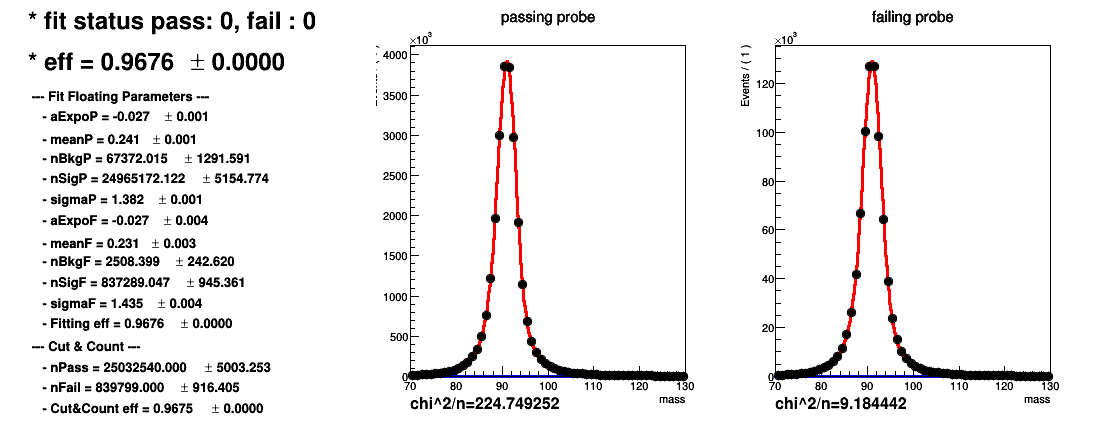 * fit status pass: 0, fail : 0
* eff = 0.9676 ± 0.0000
--- Fit Floating Parameters ---
- aExpoP = -0.027 ± 0.001
- meanP = 0.241 ± 0.001
- nBkgP = 67372.015 ± 1291.591
- nSigP = 24965172.122 ± 5154.774
- sigmaP = 1.382 ± 0.001
- aExpoF = -0.027 ± 0.004
- meanF = 0.231 ± 0.003
- nBkgF = 2508.399 ± 242.620
- nSigF = 837289.047 ± 945.361
- sigmaF = 1.435 ± 0.004
- Fitting eff = 0.9676 ± 0.0000
--- Cut & Count ---
- nPass = 25032540.000 ± 5003.253
- nFail = 839799.000 ± 916.405
- Cut&Count eff = 0.9675 ± 0.0000
passing probe
×10³
4000
3500
3000
2500
2000
1500
1000
500
0
70 80 90 100 110 120 130
mass
chi^2/n=224.749252
failing probe
×10³
Events / ( 1 )
120
100
80
60
40
20
0
70 80 90 100 110 120 130
mass
chi^2/n=9.184442